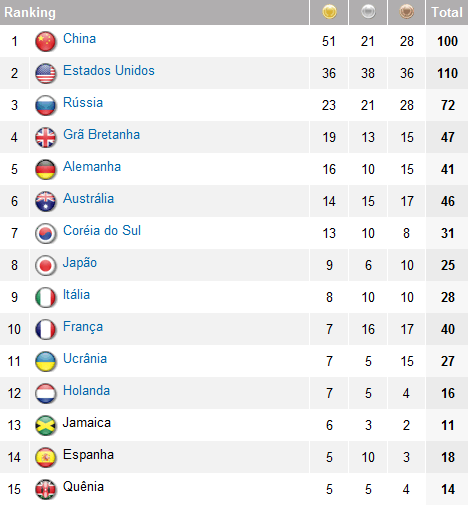 Ranking Total
1 China 51 21 28 100
2 Estados Unidos 36 38 36 110
3 Rússia 23 21 28 72
4 Grã Bretanha 19 13 15 47
5 Alemanha 16 10 15 41
6 Austrália 14 15 17 46
7 Coréia do Sul 13 10 8 31
8 Japão 9 6 10 25
9 Itália 8 10 10 28
10 França 7 16 17 40
11 Ucrânia 7 5 15 27
12 Holanda 7 5 4 16
13 Jamaica 6 3 2 11
14 Espanha 5 10 3 18
15 Quênia 5 5 4 14